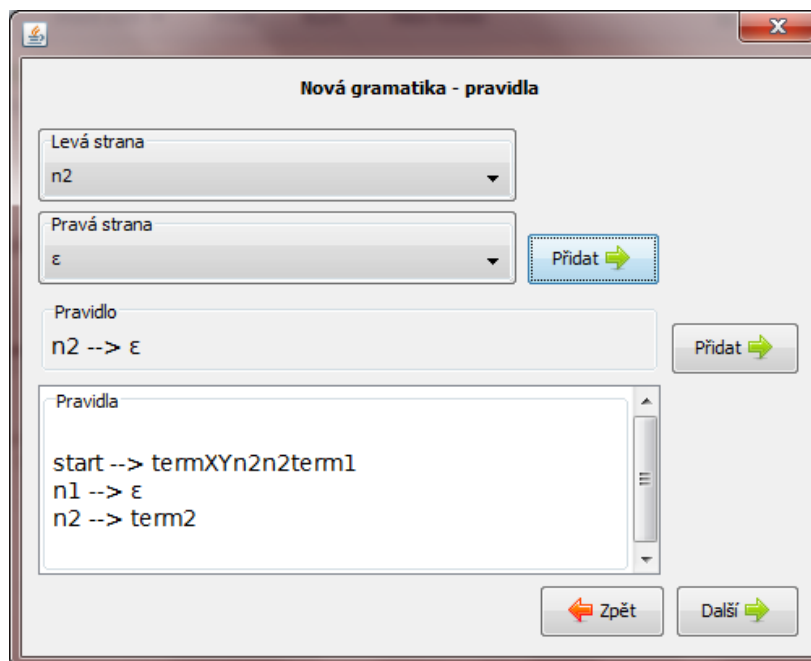 Nová gramatika - pravidla
Levá strana
n2
Pravá strana
ε
Přidat
Pravidlo
n2 --> ε
Přidat
Pravidla
start --> termXYn2n2term1
n1 --> ε
n2 --> term2
Zpět
Další